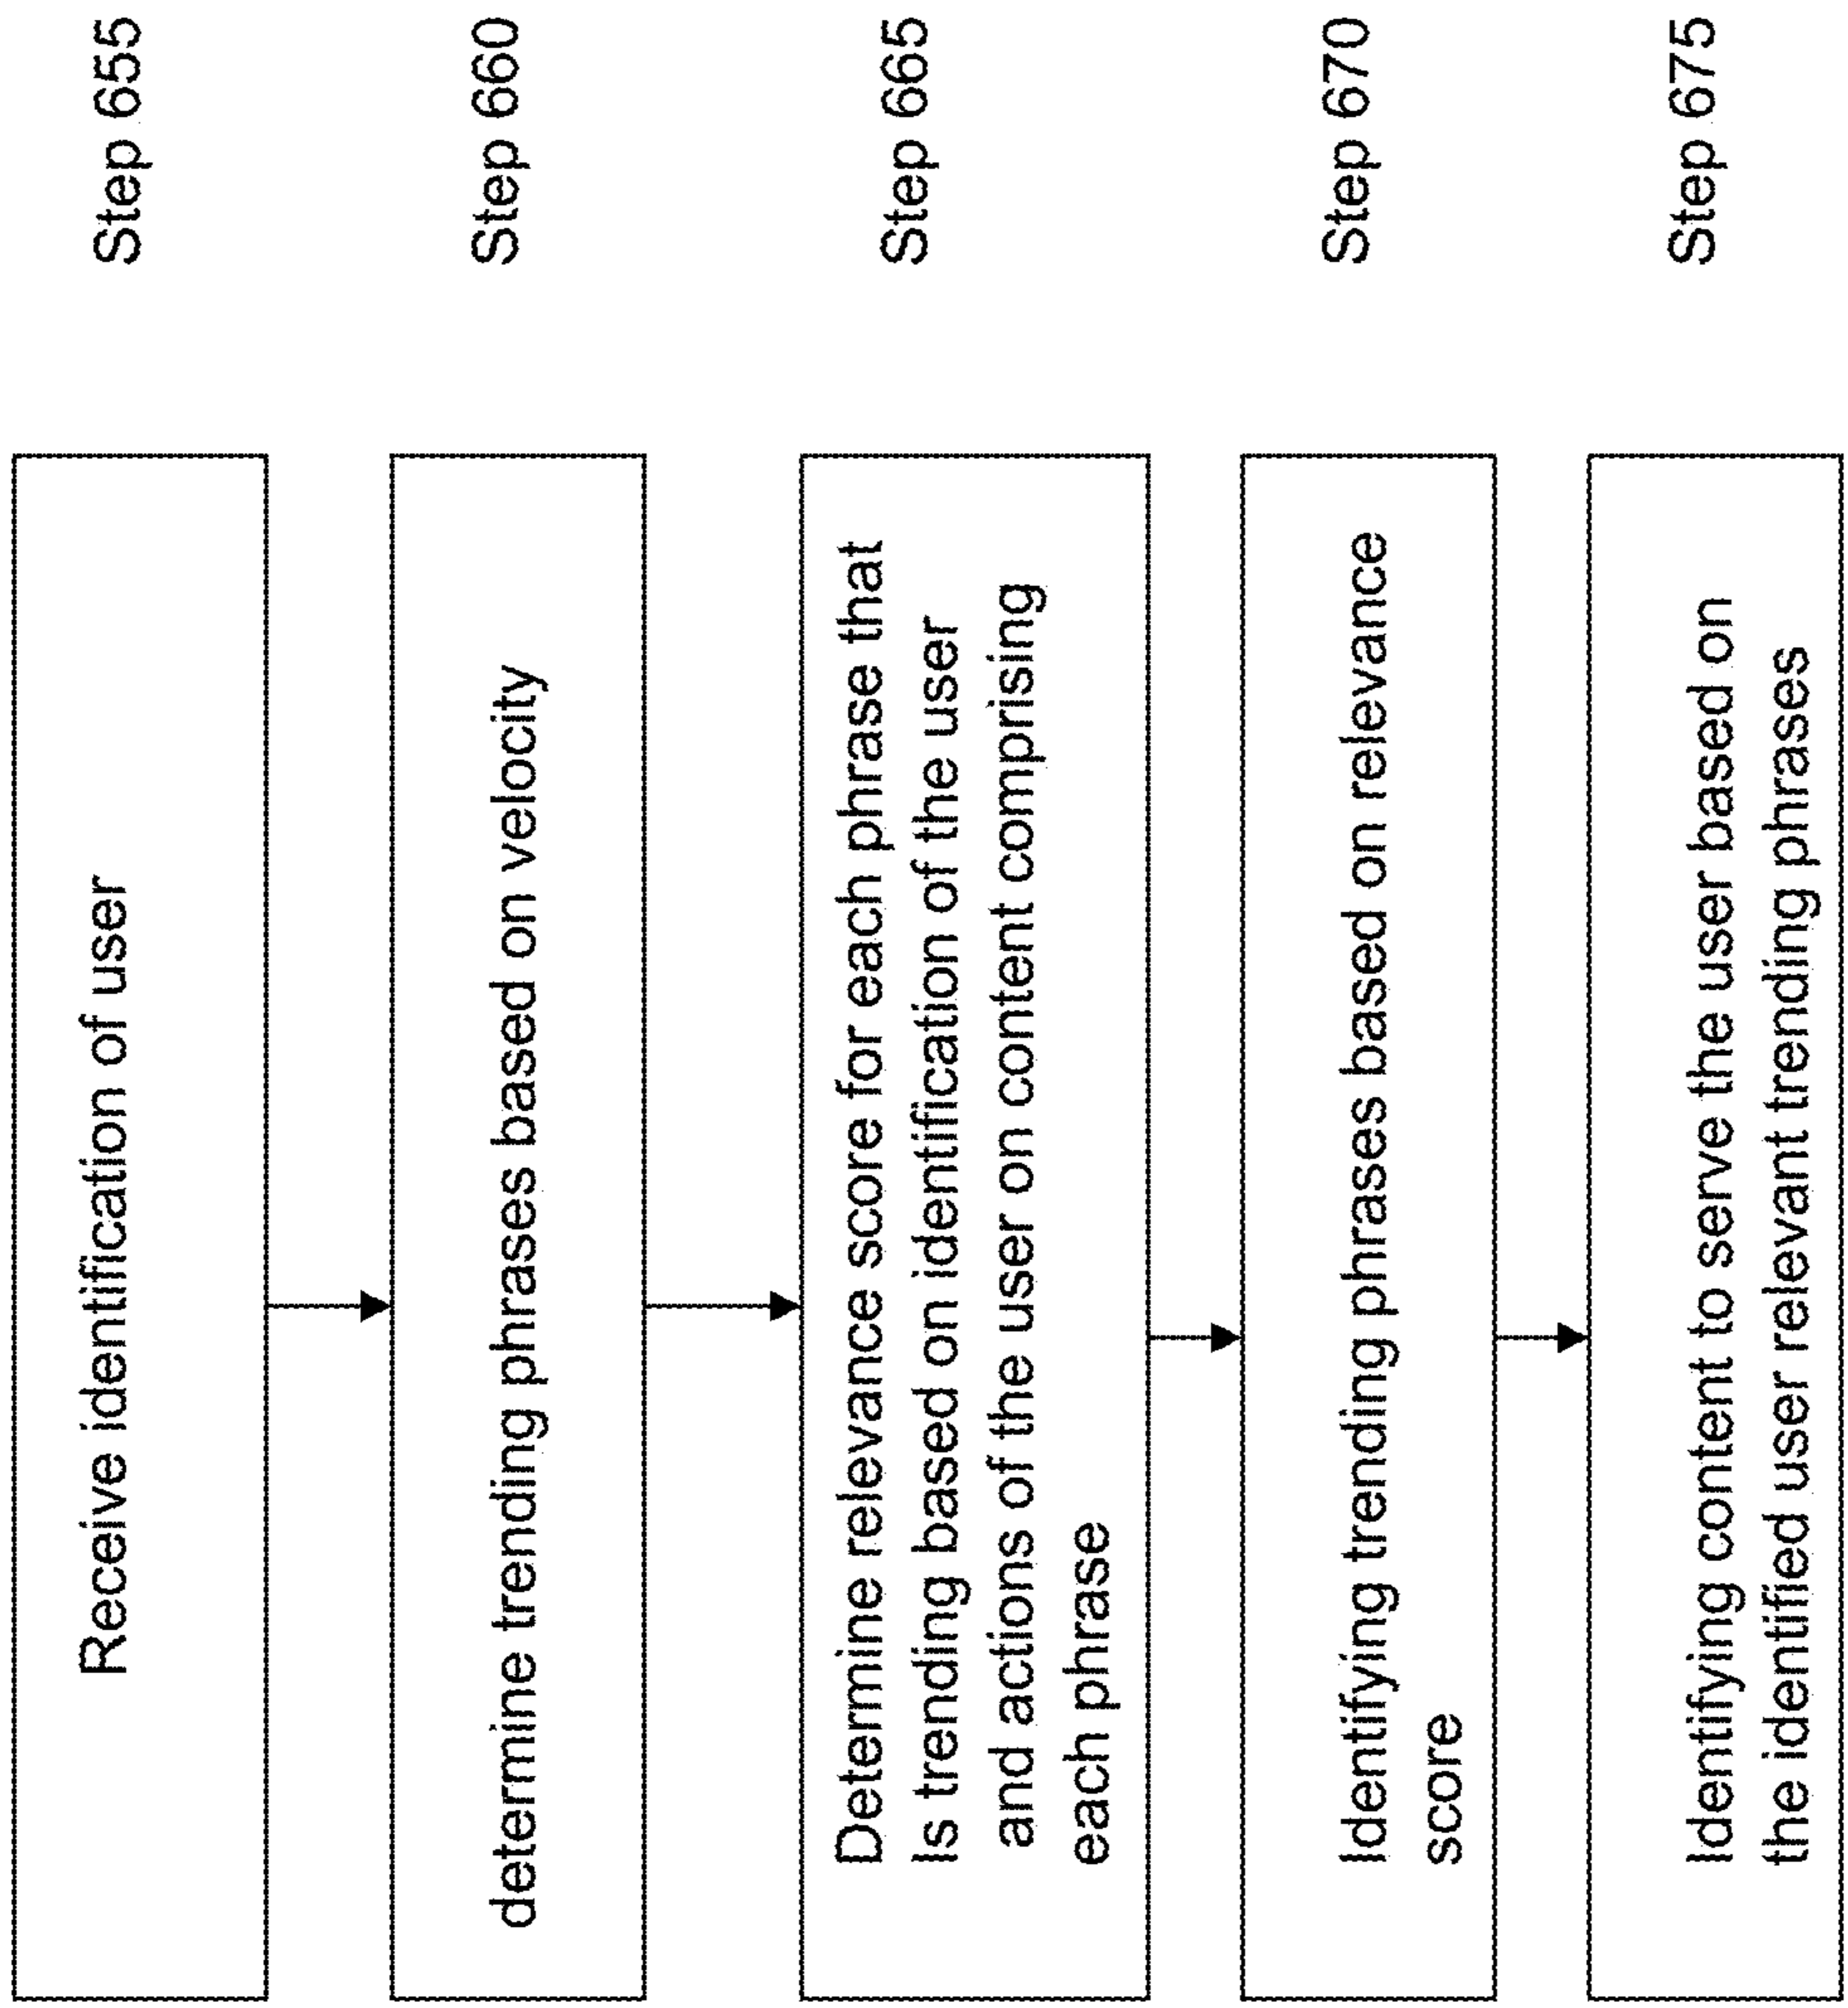 Receive identification of user
Step 655
determine trending phrases based on velocity
Step 660
Determine relevance score for each phrase that
Is trending based on identification of the user
and actions of the user on content comprising
each phrase
Step 665
Identifying trending phrases based on relevance
score
Step 670
Identifying content to serve the user based on
the identified user relevant trending phrases
Step 675